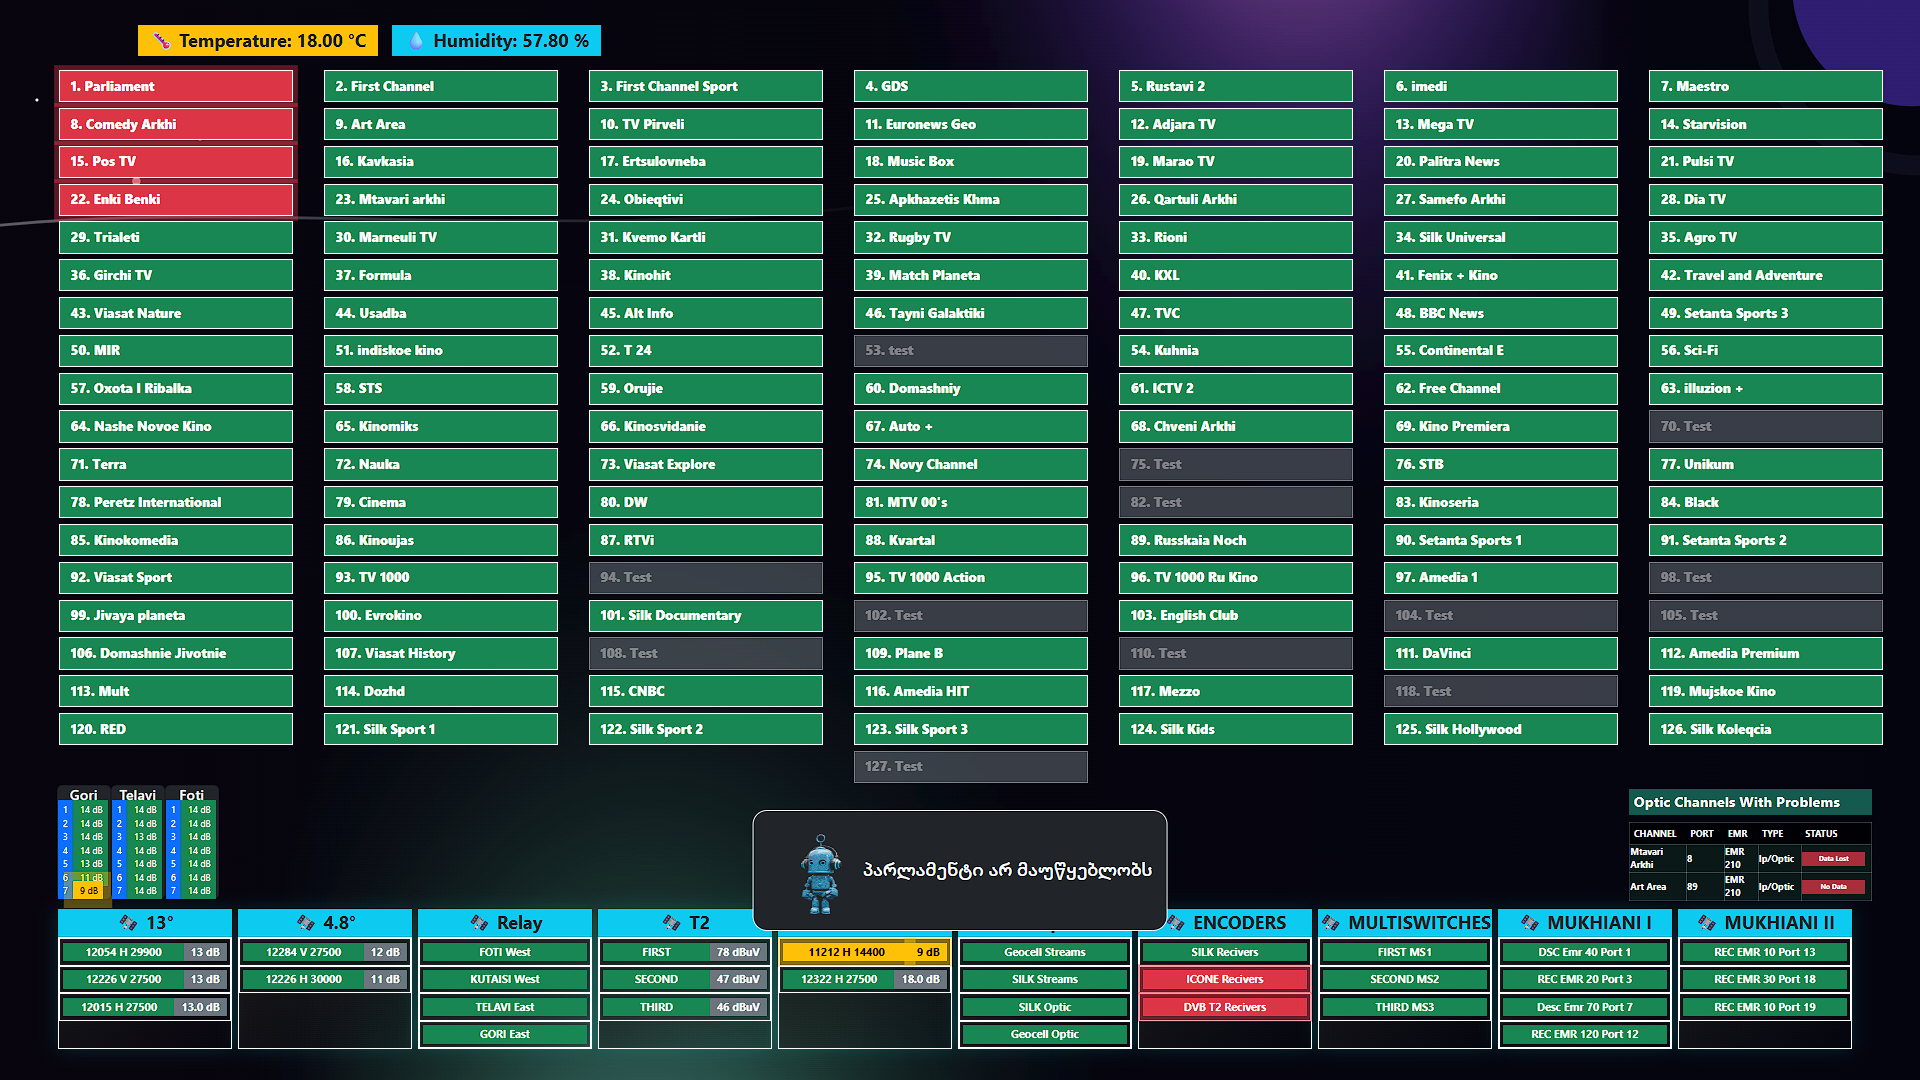 Temperature: 18.00 °C Humidity: 57.80 %
1. Parliament 2. First Channel 3. First Channel Sport 4. GDS 5. Rustavi 2 6. imedi 7. Maestro
8. Comedy Arkhi 9. Art Area 10. TV Pirveli 11. Euronews Geo 12. Adjara TV 13. Mega TV 14. Starvision
15. Pos TV 16. Kavkasia 17. Ertsulovneba 18. Music Box 19. Marao TV 20. Palitra News 21. Pulsi TV
22. Enki Benki 23. Mtavari arkhi 24. Obieqtivi 25. Apkhazetis Khma 26. Qartuli Arkhi 27. Samefo Arkhi 28. Dia TV
29. Trialeti 30. Marneuli TV 31. Kvemo Kartli 32. Rugby TV 33. Rioni 34. Silk Universal 35. Agro TV
36. Girchi TV 37. Formula 38. Kinohit 39. Match Planeta 40. KXL 41. Fenix + Kino 42. Travel and Adventure
43. Viasat Nature 44. Usadba 45. Alt Info 46. Tayni Galaktiki 47. TVC 48. BBC News 49. Setanta Sports 3
50. MIR 51. indiskoe kino 52. T 24 53. test 54. Kuhnia 55. Continental E 56. Sci-Fi
57. Oxota I Ribalka 58. STS 59. Orujie 60. Domashniy 61. ICTV 2 62. Free Channel 63. illuzion +
64. Nashe Novoe Kino 65. Kinomiks 66. Kinosvidanie 67. Auto + 68. Chveni Arkhi 69. Kino Premiera 70. Test
71. Terra 72. Nauka 73. Viasat Explore 74. Novy Channel 75. Test 76. STB 77. Unikum
78. Peretz International 79. Cinema 80. DW 81. MTV 00's 82. Test 83. Kinoseria 84. Black
85. Kinokomedia 86. Kinoujas 87. RTVi 88. Kvartal 89. Russkaia Noch 90. Setanta Sports 1 91. Setanta Sports 2
92. Viasat Sport 93. TV 1000 94. Test 95. TV 1000 Action 96. TV 1000 Ru Kino 97. Amedia 1 98. Test
99. Jivaya planeta 100. Evrokino 101. Silk Documentary 102. Test 103. English Club 104. Test 105. Test
106. Domashnie Jivotnie 107. Viasat History 108. Test 109. Plane B 110. Test 111. DaVinci 112. Amedia Premium
113. Mult 114. Dozhd 115. CNBC 116. Amedia HIT 117. Mezzo 118. Test 119. Mujskoe Kino
120. RED 121. Silk Sport 1 122. Silk Sport 2 123. Silk Sport 3 124. Silk Kids 125. Silk Hollywood 126. Silk Koleqcia
127. Test
Gori Telavi Foti
1 14 dB 1 14 dB 1 14 dB
2 14 dB 2 14 dB 2 14 dB
3 14 dB 3 13 dB 3 14 dB
4 14 dB 4 14 dB 4 14 dB
5 13 dB 5 14 dB 5 14 dB
6 11 dB 6 14 dB 6 14 dB
7 9 dB 7 14 dB 7 14 dB
პარლამენტი არ მაუწყებლობს
Optic Channels With Problems
CHANNEL PORT EMR TYPE STATUS
Mtavari Arkhi 8 EMR 210 Ip/Optic Data Lost
Art Area 89 EMR 210 Ip/Optic No Data
13° 4.8° Relay T2 ENCODERS MULTISWITCHES MUKHIANI I MUKHIANI II
12054 H 29900 13 dB 12284 V 27500 12 dB FOTI West FIRST 78 dBuV 11212 H 14400 9 dB Geocell Streams SILK Recivers FIRST MS1 DSC Emr 40 Port 1 REC EMR 10 Port 13
12226 V 27500 13 dB 12226 H 30000 11 dB KUTAISI West SECOND 47 dBuV 12322 H 27500 18.0 dB SILK Streams ICONE Recivers SECOND MS2 REC EMR 20 Port 3 REC EMR 30 Port 18
12015 H 27500 13.0 dB TELAVI East THIRD 46 dBuV SILK Optic DVB T2 Recivers THIRD MS3 Desc Emr 70 Port 7 REC EMR 10 Port 19
GORI East Geocell Optic REC EMR 120 Port 12